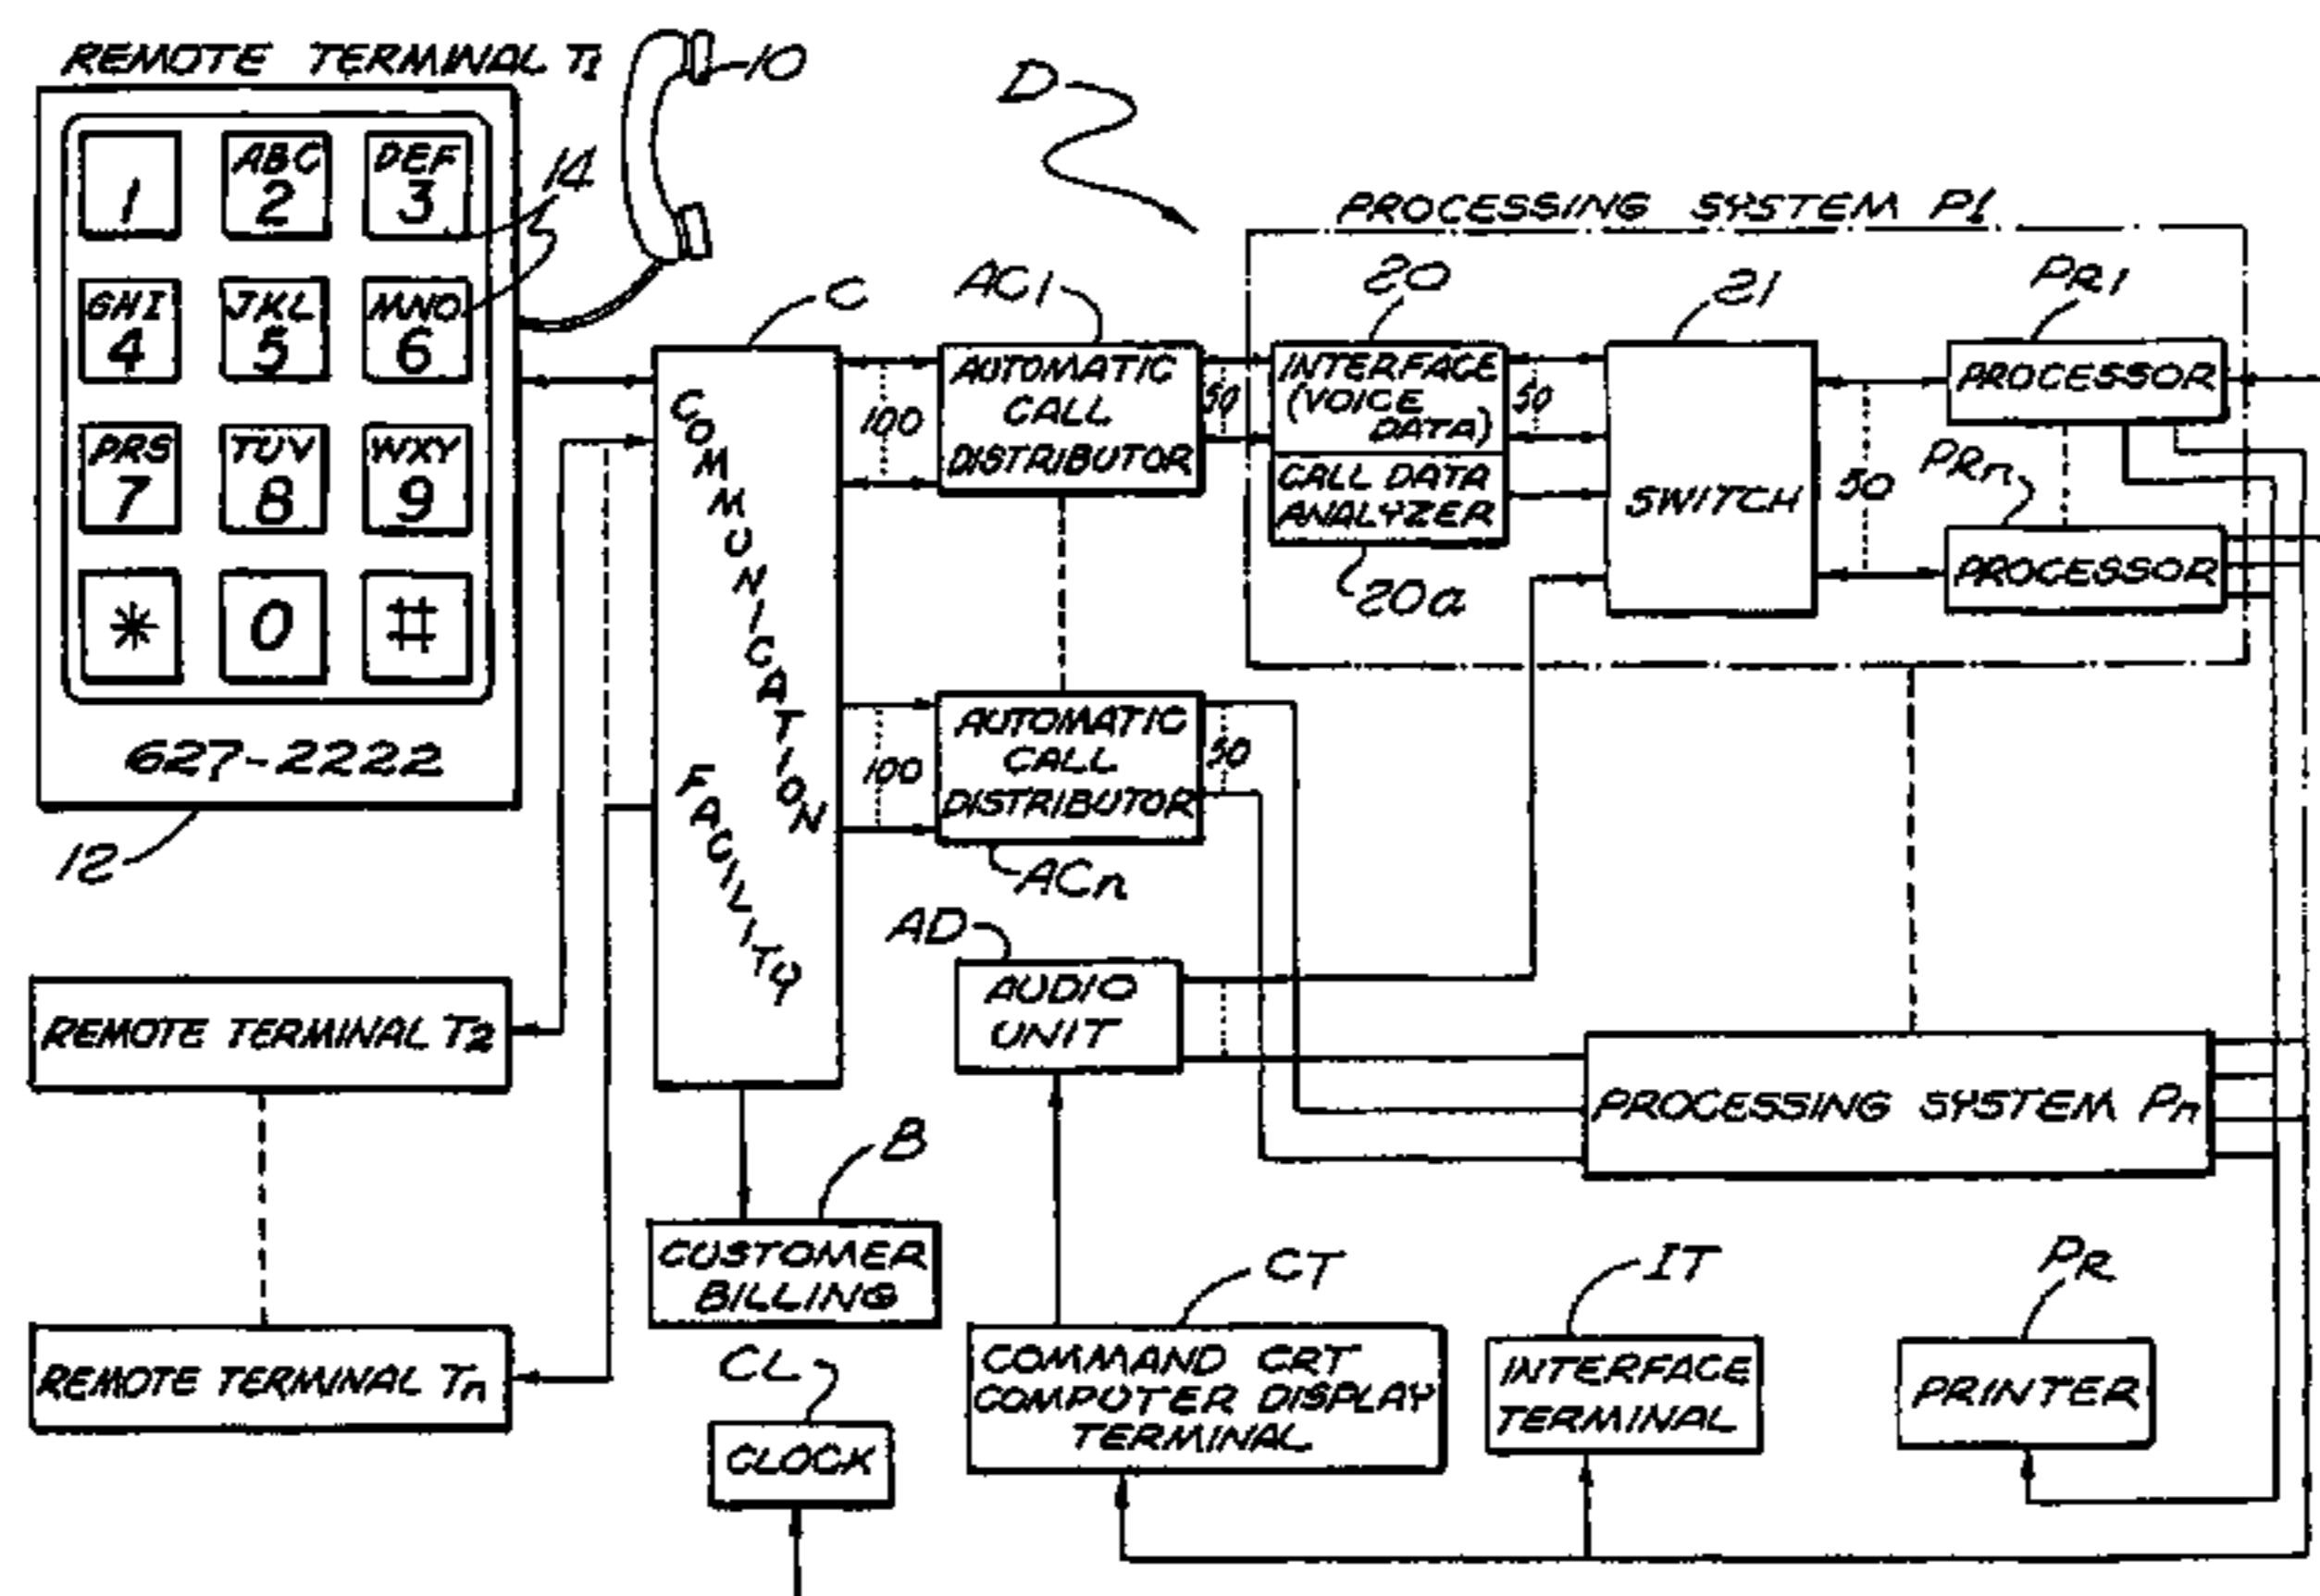 REMOTE TERMINAL T1
10
D
1
ABC
2
DEF
3
14
GHI
4
JKL
5
MNO
6
PRS
7
TUV
8
WXY
9
*
0
#
627-2222
12
C
COMMUNICATION
FACILITY
AC1
100
AUTOMATIC
CALL
DISTRIBUTOR
50
PROCESSING SYSTEM P1
20
INTERFACE
(VOICE
DATA)
CALL DATA
ANALYZER
20a
50
21
SWITCH
50
PR1
PROCESSOR
PRn
PROCESSOR
100
AUTOMATIC
CALL
DISTRIBUTOR
50
ACn
AD
AUDIO
UNIT
REMOTE TERMINAL T2
PROCESSING SYSTEM Pn
B
CUSTOMER
BILLING
REMOTE TERMINAL Tn
CL
CLOCK
CT
COMMAND CRT
COMPUTER DISPLAY
TERMINAL
IT
INTERFACE
TERMINAL
PR
PRINTER